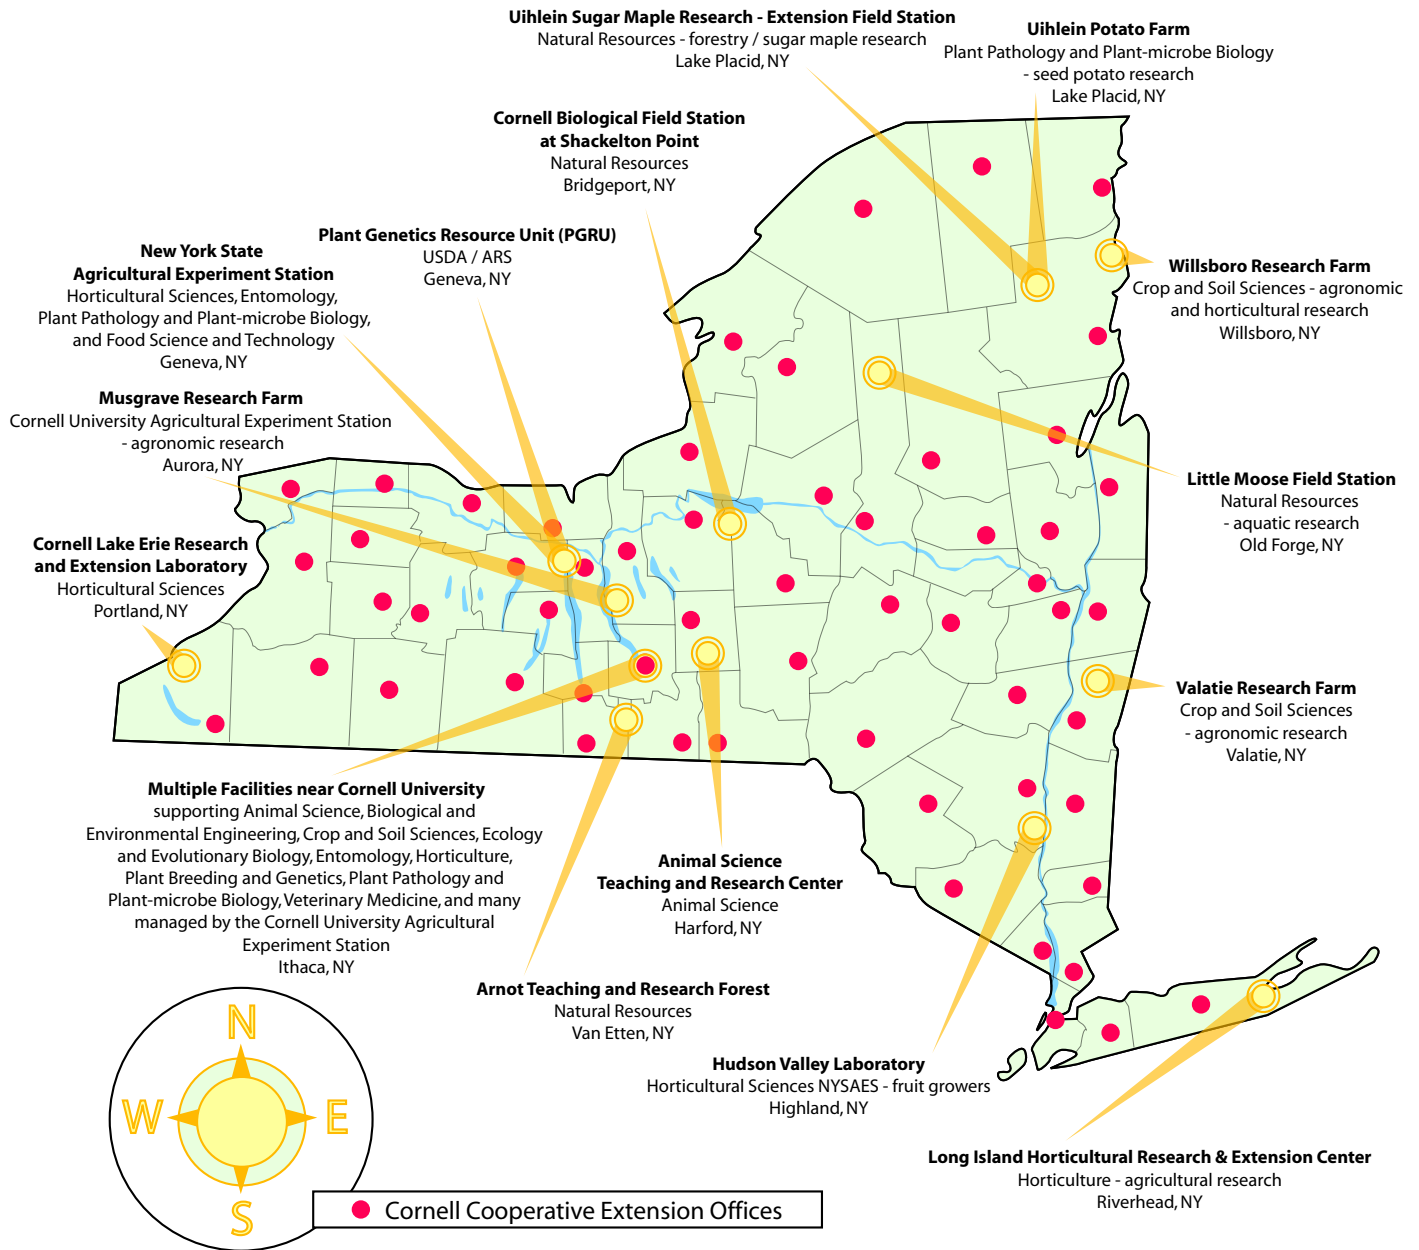 Uihlein Sugar Maple Research - Extension Field Station
Natural Resources - forestry / sugar maple research
Lake Placid, NY
Uihlein Potato Farm
Plant Pathology and Plant-microbe Biology
- seed potato research
Lake Placid, NY
Cornell Biological Field Station
at Shackelton Point
Natural Resources
Bridgeport, NY
Plant Genetics Resource Unit (PGRU)
USDA / ARS
Geneva, NY
New York State
Agricultural Experiment Station
Horticultural Sciences, Entomology,
Plant Pathology and Plant-microbe Biology,
and Food Science and Technology
Geneva, NY
Willsboro Research Farm
Crop and Soil Sciences - agronomic
and horticultural research
Willsboro, NY
Musgrave Research Farm
Cornell University Agricultural Experiment Station
- agronomic research
Aurora, NY
Little Moose Field Station
Natural Resources
- aquatic research
Old Forge, NY
Cornell Lake Erie Research
and Extension Laboratory
Horticultural Sciences
Portland, NY
Valatie Research Farm
Crop and Soil Sciences
- agronomic research
Valatie, NY
Multiple Facilities near Cornell University
supporting Animal Science, Biological and
Environmental Engineering, Crop and Soil Sciences, Ecology
and Evolutionary Biology, Entomology, Horticulture,
Plant Breeding and Genetics, Plant Pathology and
Plant-microbe Biology, Veterinary Medicine, and many
managed by the Cornell University Agricultural
Experiment Station
Ithaca, NY
Animal Science
Teaching and Research Center
Animal Science
Harford, NY
Arnot Teaching and Research Forest
Natural Resources
Van Etten, NY
Hudson Valley Laboratory
Horticultural Sciences NYSAES - fruit growers
Highland, NY
Long Island Horticultural Research & Extension Center
Horticulture - agricultural research
Riverhead, NY
N
W
E
S
Cornell Cooperative Extension Offices